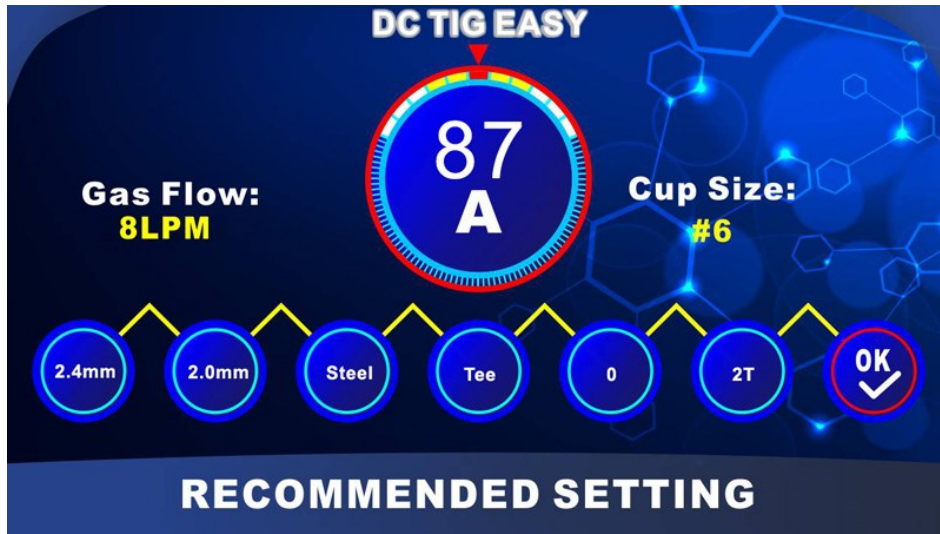 DC TIG EASY
87
A
Gas Flow:
8LPM
Cup Size:
#6
2.4mm
2.0mm
Steel
Tee
0
2T
OK
RECOMMENDED SETTING